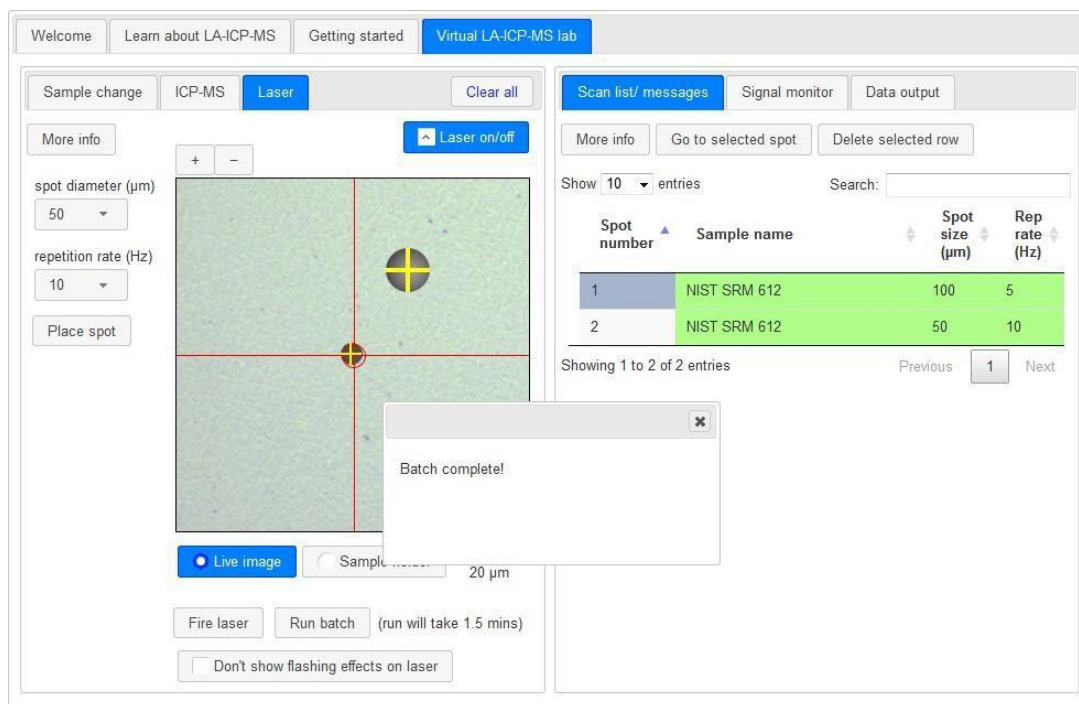 Welcome Learn about LA-ICP-MS Getting started Virtual LA-ICP-MS lab
Sample change ICP-MS Laser Clear all
More info
Laser on/off
+ −
spot diameter (µm)
50
repetition rate (Hz)
10
Place spot
Live image
20 µm
Fire laser Run batch (run will take 1.5 mins)
Don't show flashing effects on laser
Scan list/ messages Signal monitor Data output
More info Go to selected spot Delete selected row
Show 10 entries Search:
Spot number Sample name Spot size (µm) Rep rate (Hz)
1 NIST SRM 612 100 5
2 NIST SRM 612 50 10
Showing 1 to 2 of 2 entries Previous 1 Next
Batch complete!